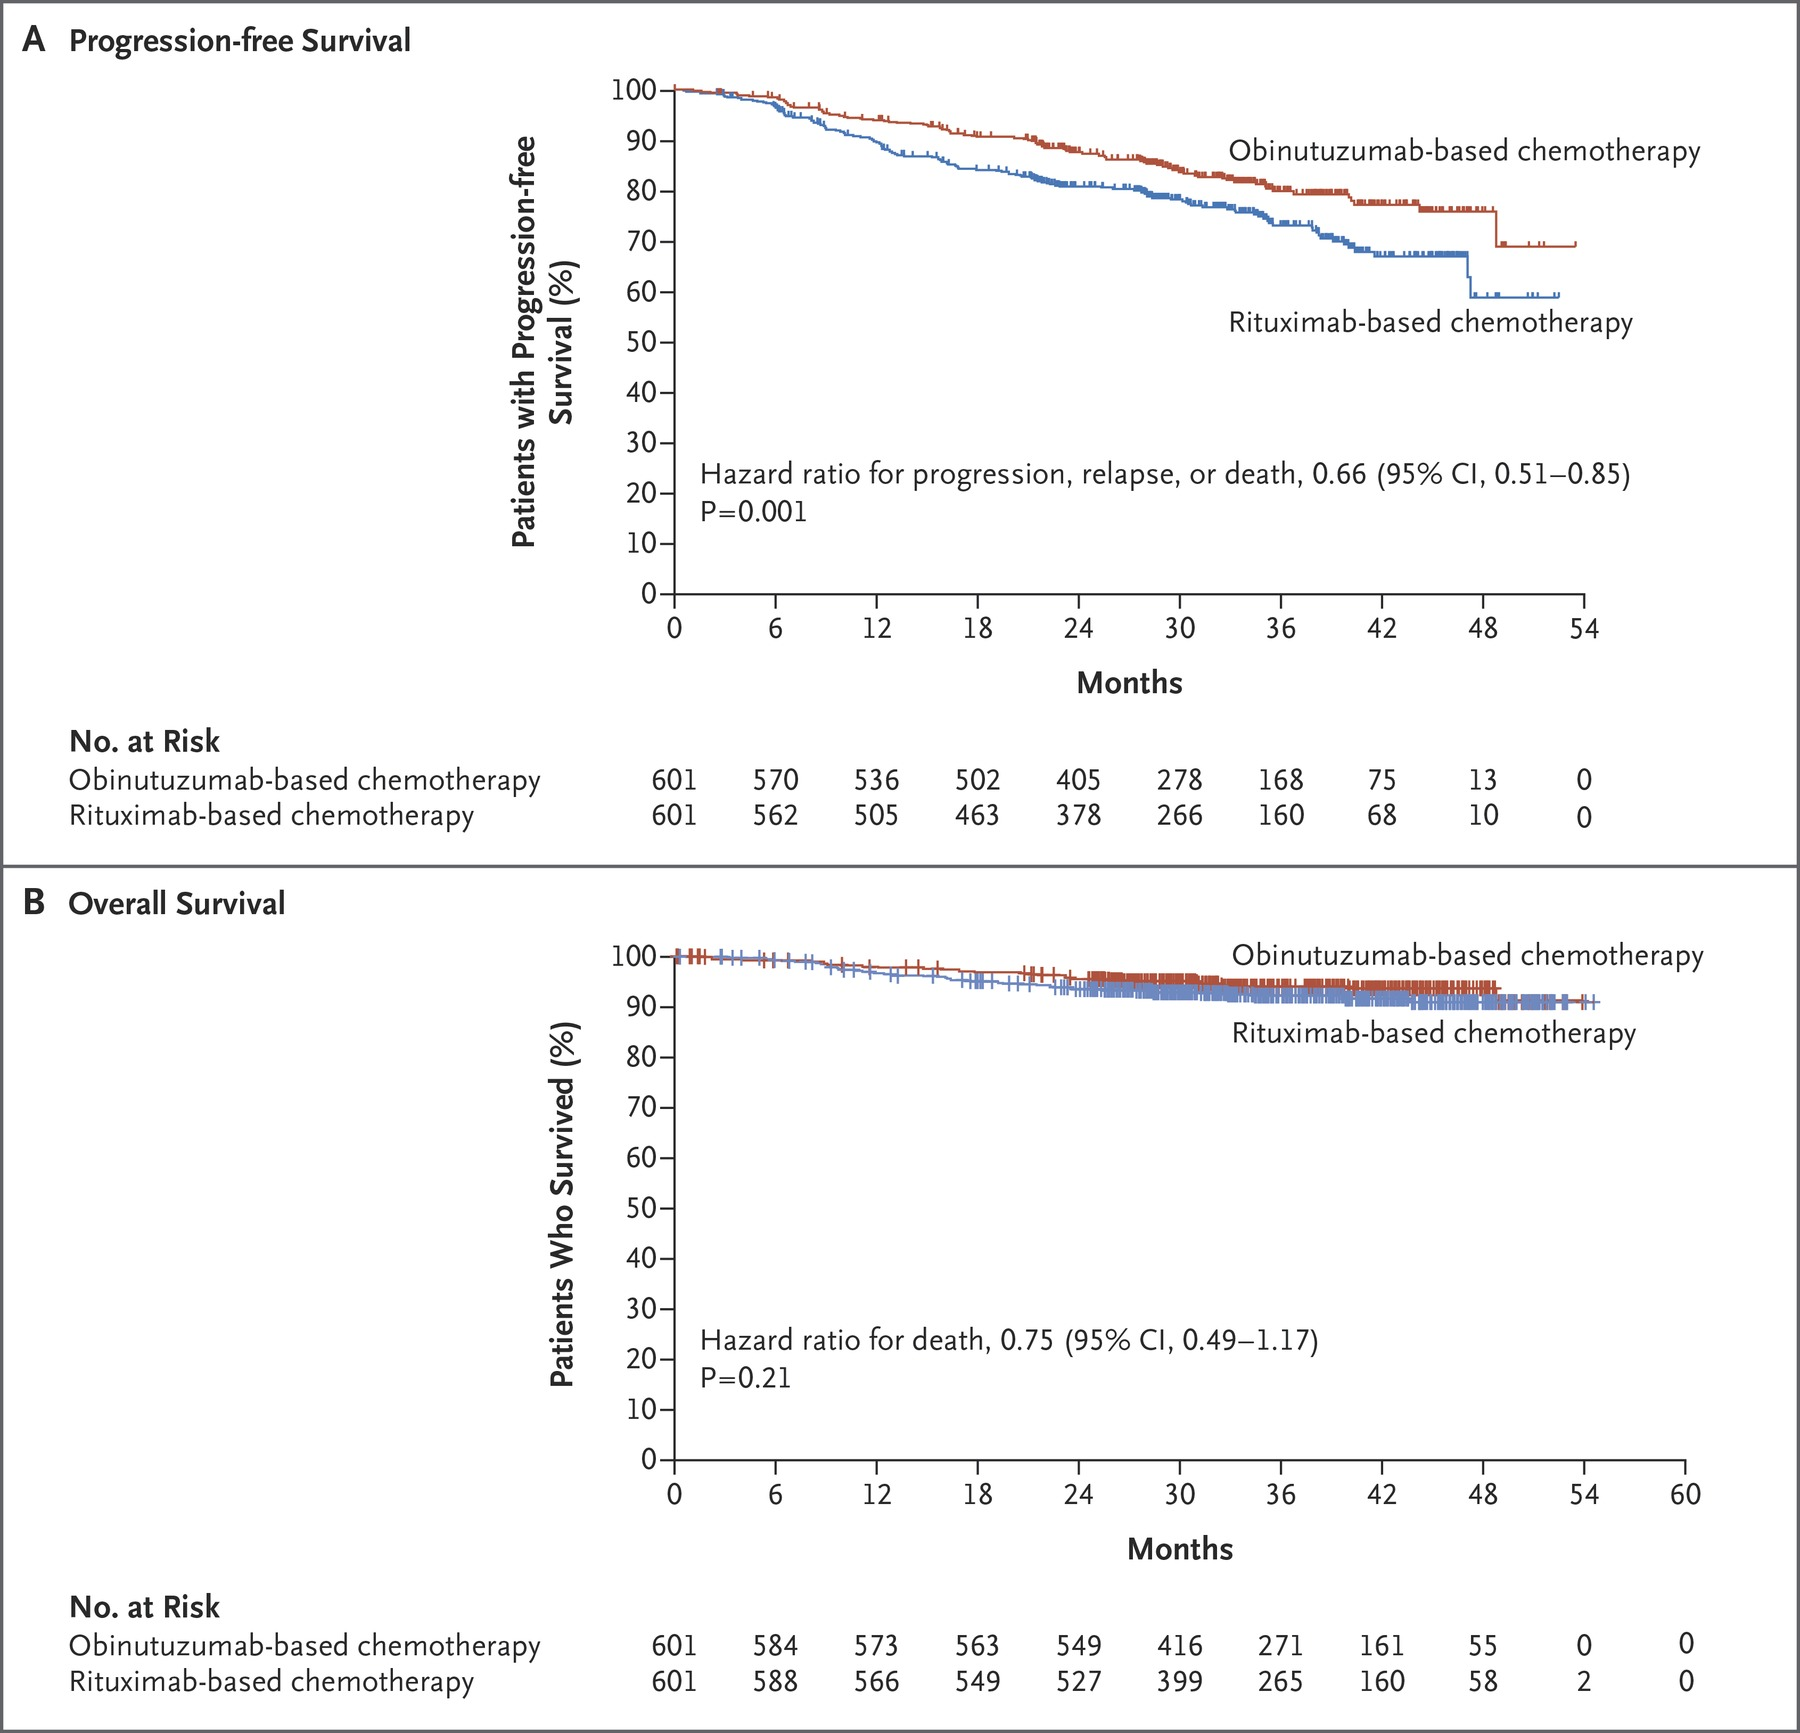 A Progression-free Survival
Patients with Progression-free
Survival (%)
100
90
80
70
60
50
40
30
20
10
0
Obinutuzumab-based chemotherapy
Rituximab-based chemotherapy
Hazard ratio for progression, relapse, or death, 0.66 (95% CI, 0.51–0.85)
P=0.001
0 6 12 18 24 30 36 42 48 54
Months
No. at Risk
Obinutuzumab-based chemotherapy 601 570 536 502 405 278 168 75 13 0
Rituximab-based chemotherapy 601 562 505 463 378 266 160 68 10 0
B Overall Survival
Patients Who Survived (%)
100
90
80
70
60
50
40
30
20
10
0
Obinutuzumab-based chemotherapy
Rituximab-based chemotherapy
Hazard ratio for death, 0.75 (95% CI, 0.49–1.17)
P=0.21
0 6 12 18 24 30 36 42 48 54 60
Months
No. at Risk
Obinutuzumab-based chemotherapy 601 584 573 563 549 416 271 161 55 0 0
Rituximab-based chemotherapy 601 588 566 549 527 399 265 160 58 2 0